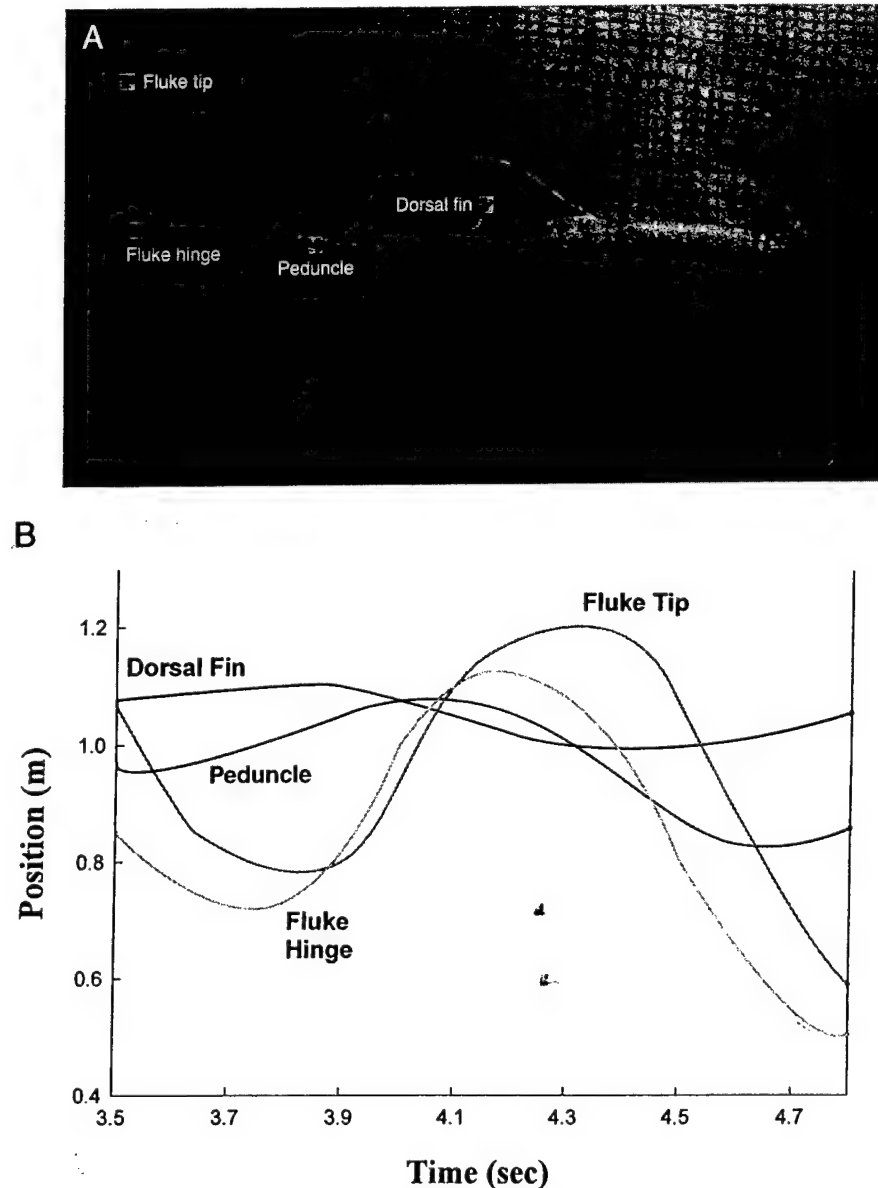 A
Fluke tip
Dorsal fin
Fluke hinge
Peduncle
B
Fluke Tip
Dorsal Fin
Peduncle
Fluke
Hinge
Position (m)
1.2
1.0
0.8
0.6
0.4
3.5 3.7 3.9 4.1 4.3 4.5 4.7
Time (sec)